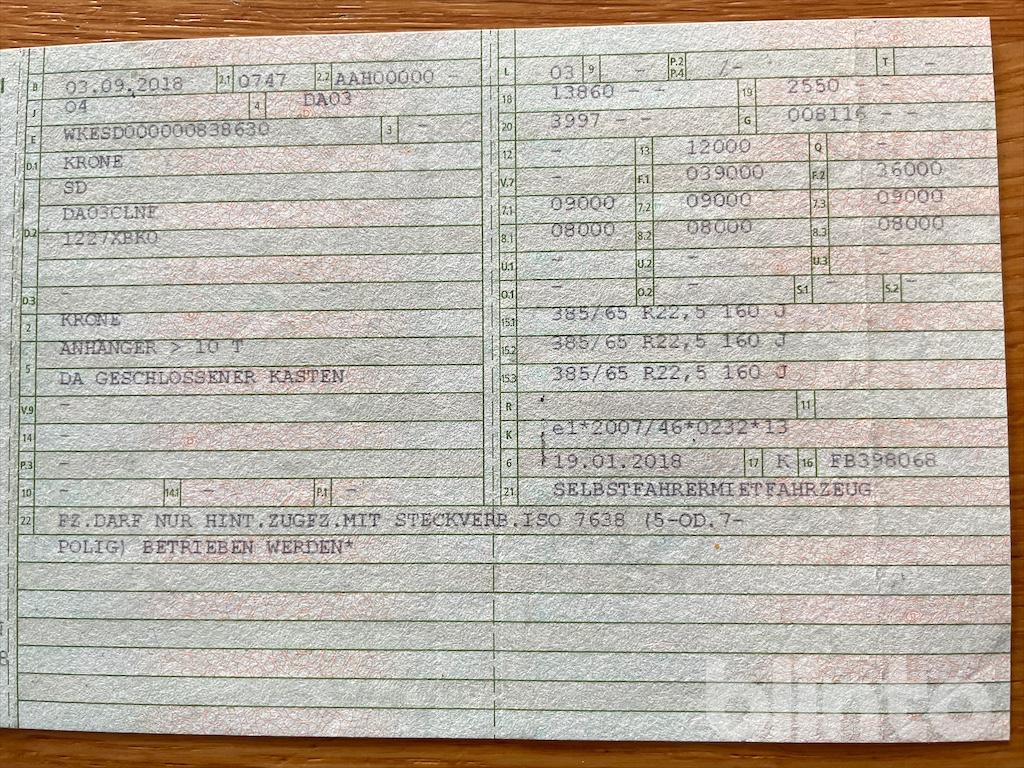 B 03.09.2018 2.1 0747 2.2 AAH00000 -
J 04 4 DA03
E WKESD000000838630 3 -
D.1 KRONE
SD
DA03CLNF
D.2 1227XBK0
-
D.3 -
2 KRONE
ANHÄNGER > 10 T
5 DA GESCHLOSSENER KASTEN
V.9 -
14 -
P.3 -
10 - 14.1 - P.1 -
L 03 9 - P.2 P.4 /- T -
18 13860 - - 19 2550 - -
20 3997 - - G 008116 - -
12 - 13 12000 Q -
V.7 - F.1 039000 F.2 36000
7.1 09000 7.2 09000 7.3 09000
8.1 08000 8.2 08000 8.3 08000
U.1 - U.2 - U.3 -
O.1 - O.2 - S.1 - S.2 -
15.1 385/65 R22,5 160 J
15.2 385/65 R22,5 160 J
15.3 385/65 R22,5 160 J
R 11
K e1*2007/46*0232*13
6 19.01.2018 17 K 16 FB398068
21 SELBSTFAHRERMIETFAHRZEUG
22 FZ.DARF NUR HINT.ZUGFZ.MIT STECKVERB.ISO 7638 (5-OD.7-
POLIG) BETRIEBEN WERDEN*
blinto